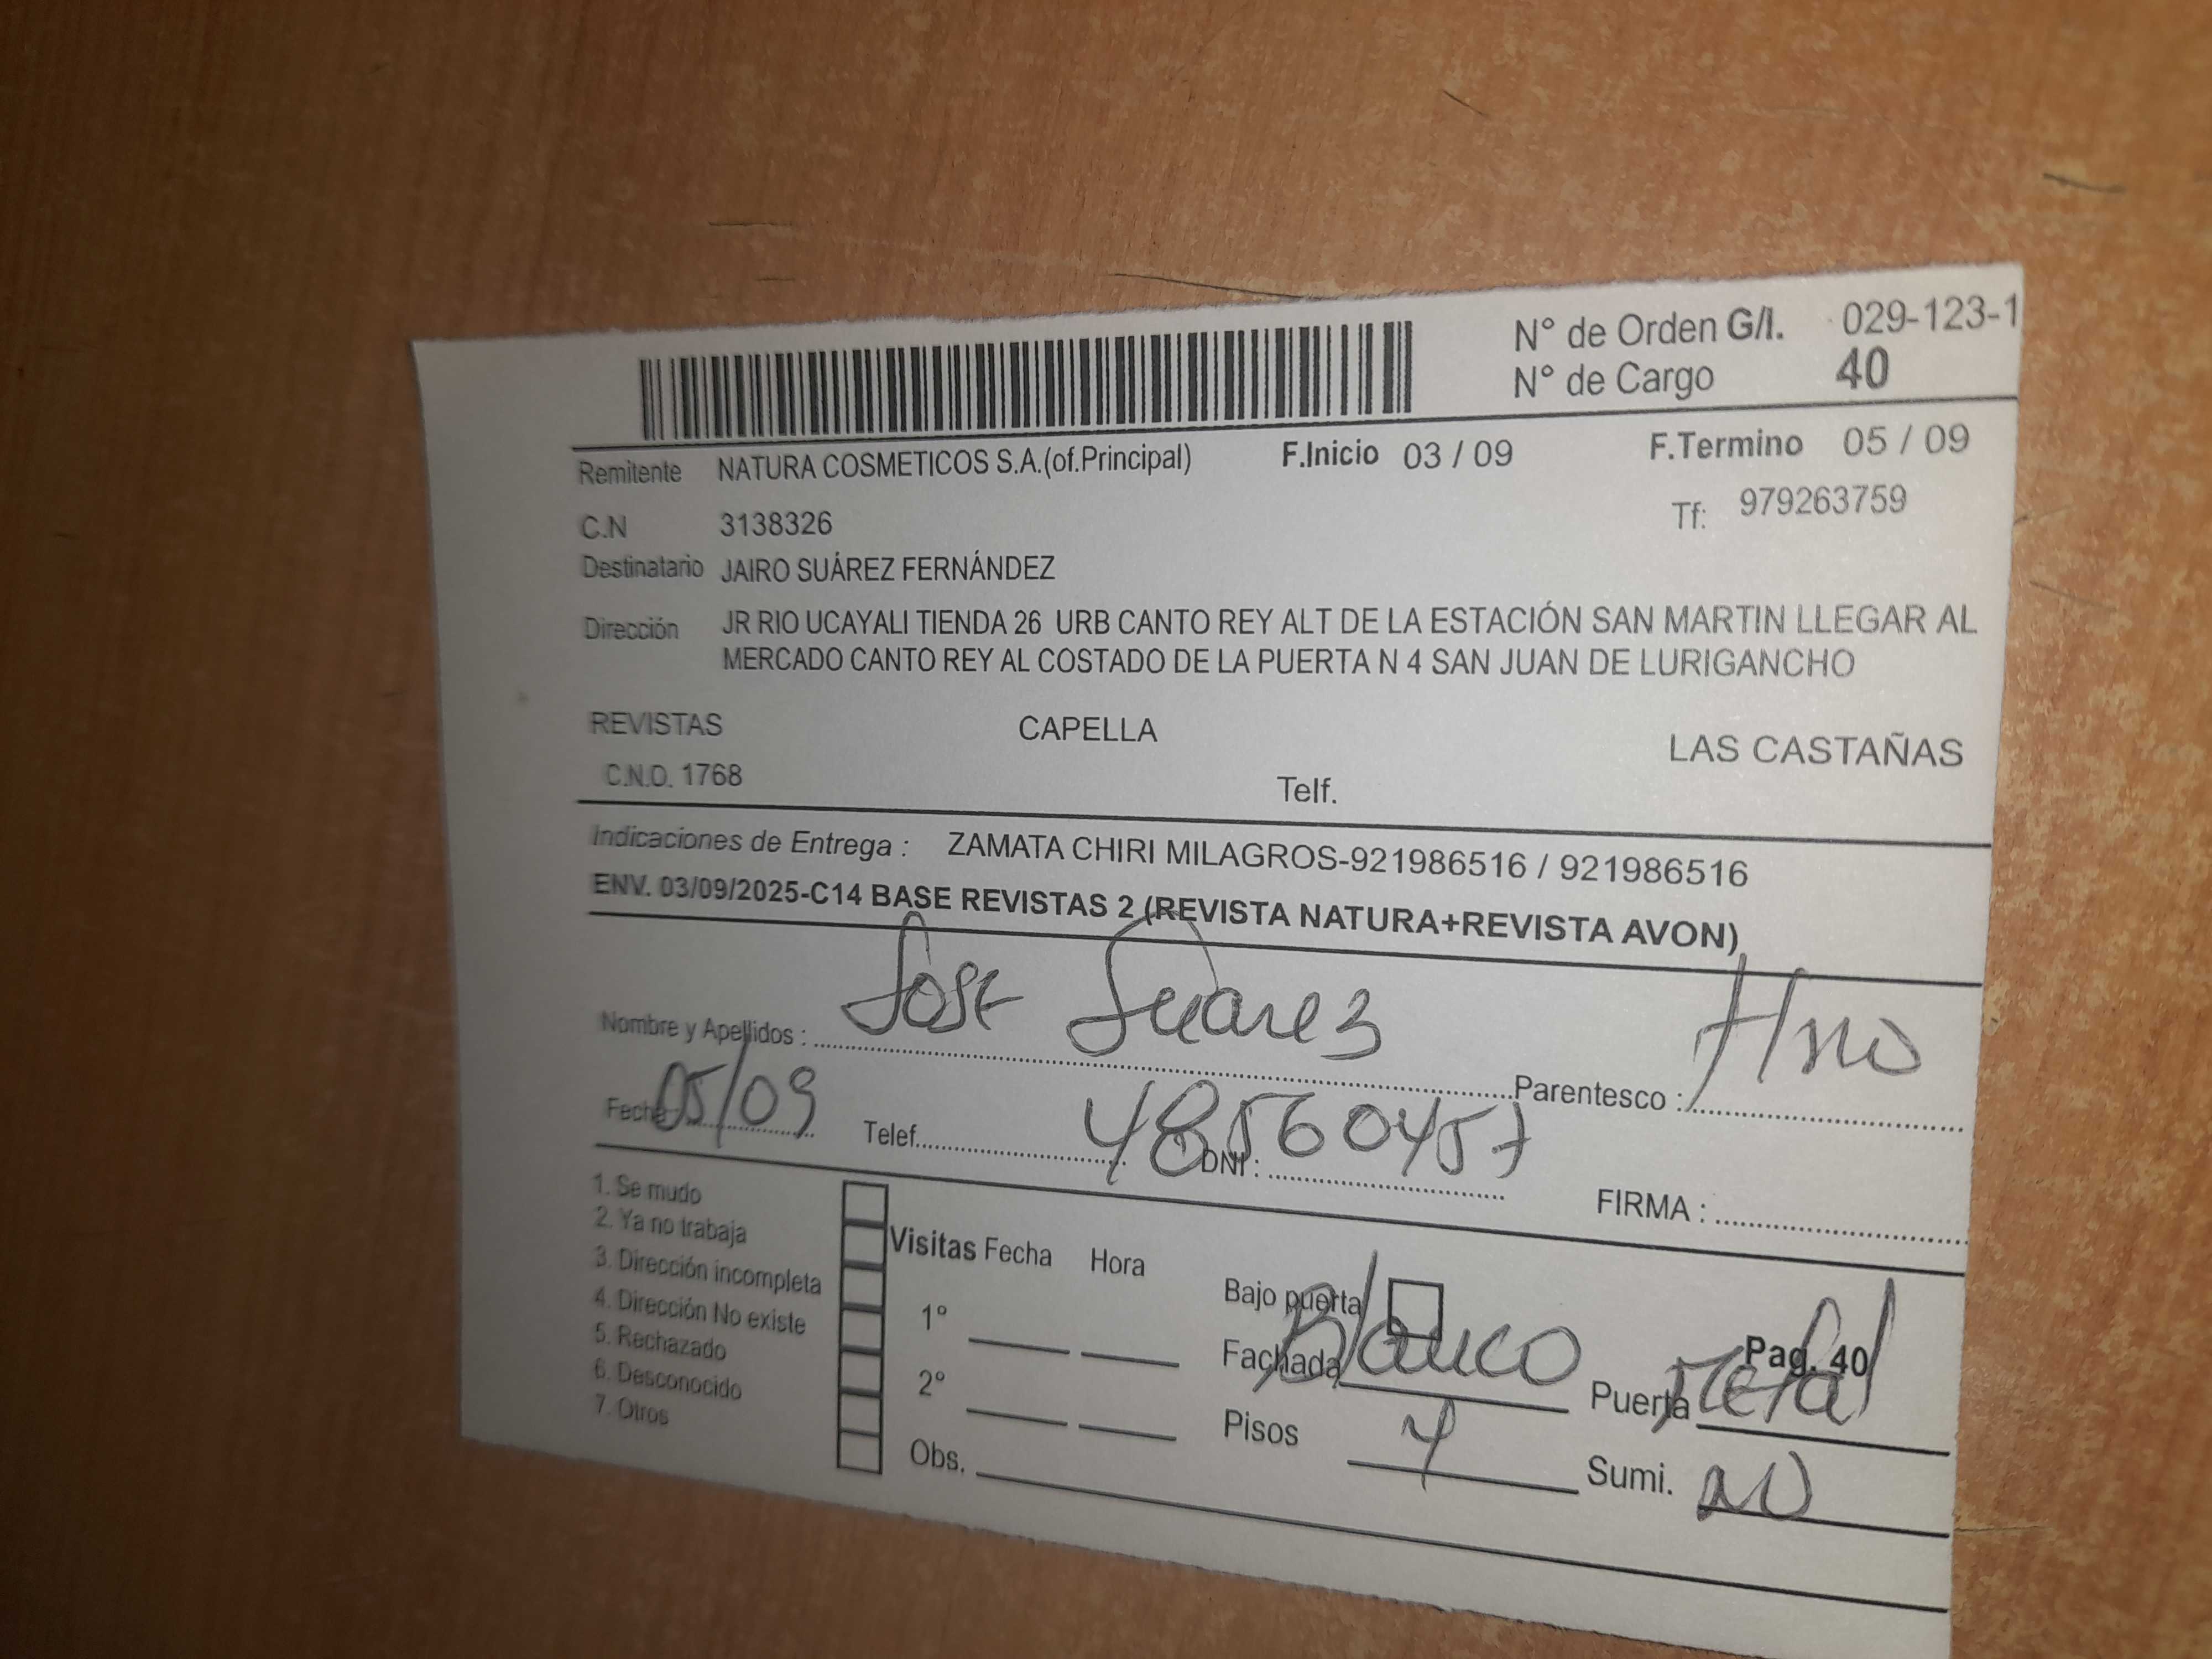 N° de Orden G/I. 029-123-1
N° de Cargo 40
Remitente NATURA COSMETICOS S.A.(of.Principal) F.Inicio 03 / 09 F.Termino 05 / 09
C.N 3138326 Tf: 979263759
Destinatario JAIRO SUÁREZ FERNÁNDEZ
Dirección JR RIO UCAYALI TIENDA 26 URB CANTO REY ALT DE LA ESTACIÓN SAN MARTIN LLEGAR AL
MERCADO CANTO REY AL COSTADO DE LA PUERTA N 4 SAN JUAN DE LURIGANCHO
REVISTAS CAPELLA LAS CASTAÑAS
C.N.O. 1768 Telf.
Indicaciones de Entrega : ZAMATA CHIRI MILAGROS-921986516 / 921986516
ENV. 03/09/2025-C14 BASE REVISTAS 2 (REVISTA NATURA+REVISTA AVON)
Nombre y Apellidos : Jose Suarez Parentesco : Hno
Fecha 05/09 Telef. DNI : 48560457 FIRMA :
1. Se mudo
2. Ya no trabaja
3. Dirección incompleta
4. Dirección No existe
5. Rechazado
6. Desconocido
7. Otros
Visitas Fecha Hora
1°
2°
Obs.
Bajo puerta
Fachada Blanco Puerta Metal
Pag. 40
Pisos 4 Sumi.